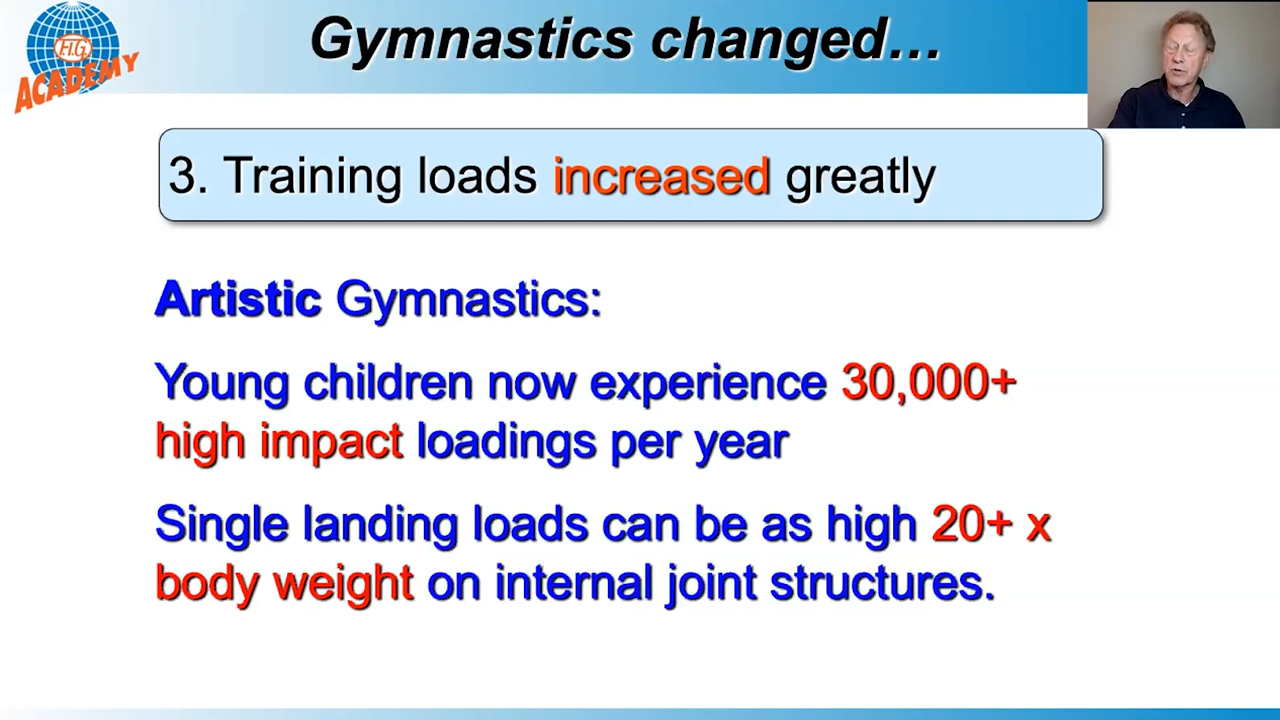 F.I.G.
ACADEMY
Gymnastics changed...
3. Training loads increased greatly
Artistic Gymnastics:
Young children now experience 30,000+
high impact loadings per year
Single landing loads can be as high 20+ x
body weight on internal joint structures.